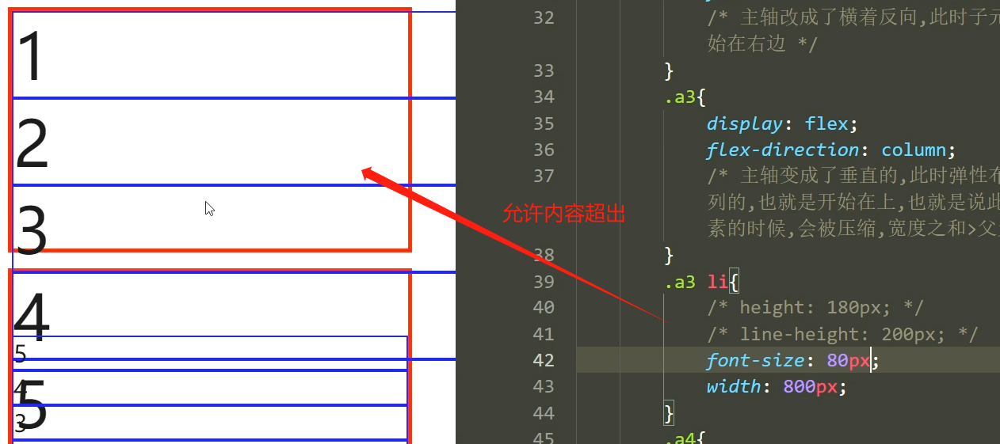 1
2
3
4
5
5
4
3
允许内容超出
32 /* 主轴改成了横着反向,此时子元
始在右边 */
33 }
34 .a3{
35 display: flex;
36 flex-direction: column;
37 /* 主轴变成了垂直的,此时弹性布
列的,也就是开始在上,也就是说此
素的时候,会被压缩,宽度之和>父
38 }
39 .a3 li{
40 /* height: 180px; */
41 /* line-height: 200px; */
42 font-size: 80px;
43 width: 800px;
44 }
45 .a4{